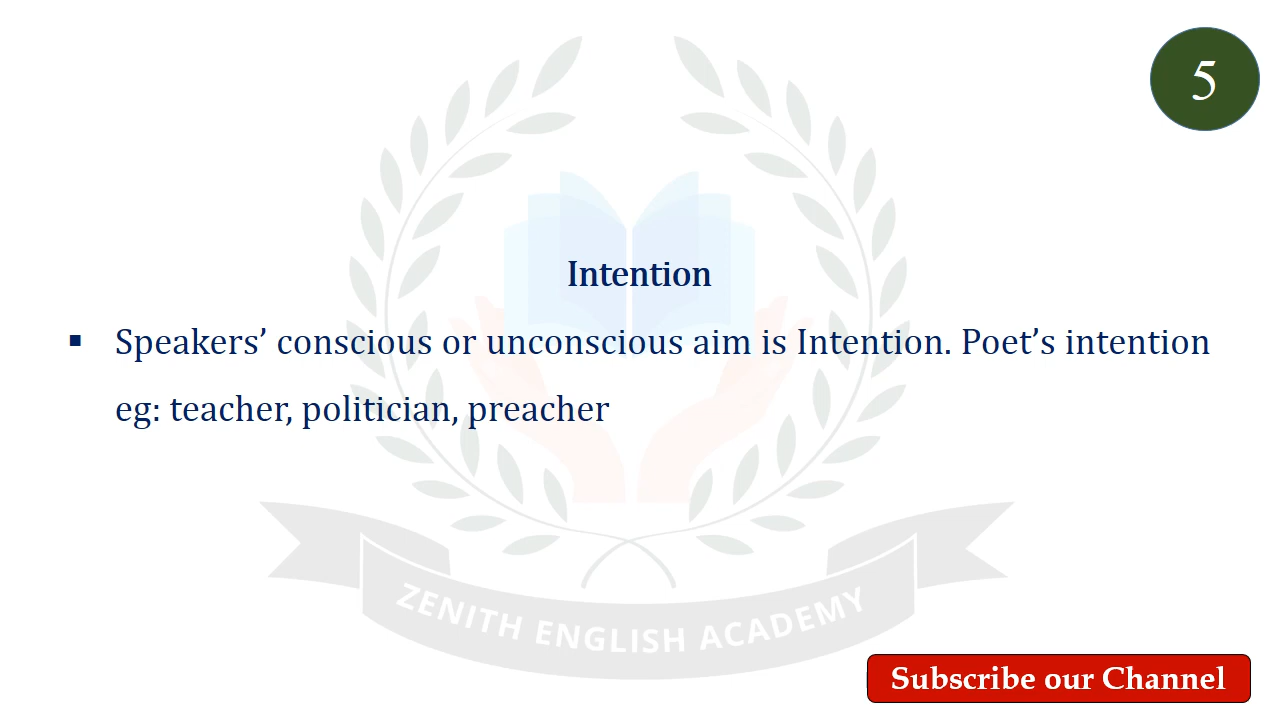 5
Intention
▪ Speakers’ conscious or unconscious aim is Intention. Poet’s intention
eg: teacher, politician, preacher
ZENITH ENGLISH ACADEMY
Subscribe our Channel